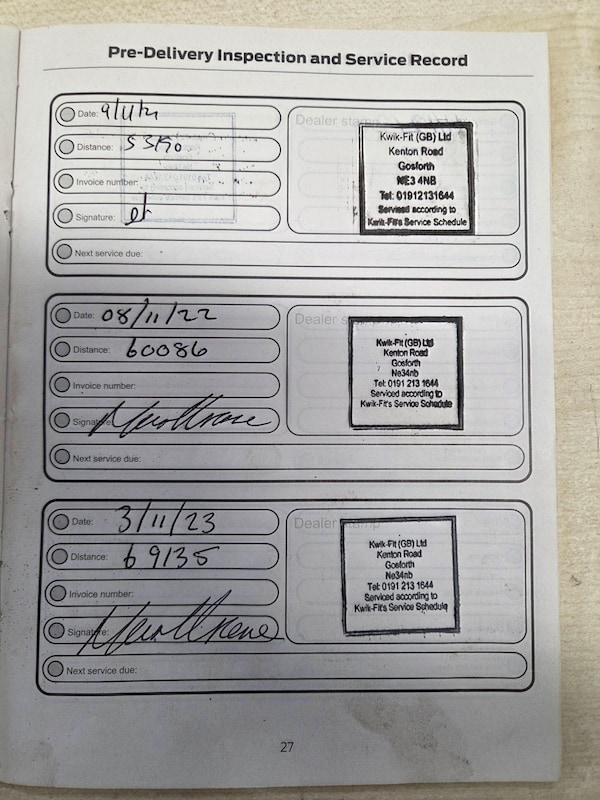 Pre-Delivery Inspection and Service Record
Date: 9/11/21
Dealer stamp
Distance: 53170
Invoice number:
Signature:
Kwik-Fit (GB) Ltd
Kenton Road
Gosforth
NE3 4NB
Tel: 01912131644
Serviced according to
Kwik-Fit's Service Schedule
Next service due:
Date: 08/11/22
Dealer
Distance: 60086
Invoice number:
Signature:
Kwik-Fit (GB) Ltd
Kenton Road
Gosforth
Ne34nb
Tel: 0191 213 1644
Serviced according to
Kwik-Fit's Service Schedule
Next service due:
Date: 3/11/23
Dealer stamp
Distance: 69135
Invoice number:
Signature:
Kwik-Fit (GB) Ltd
Kenton Road
Gosforth
Ne34nb
Tel: 0191 213 1644
Serviced according to
Kwik-Fit's Service Schedule
Next service due:
27